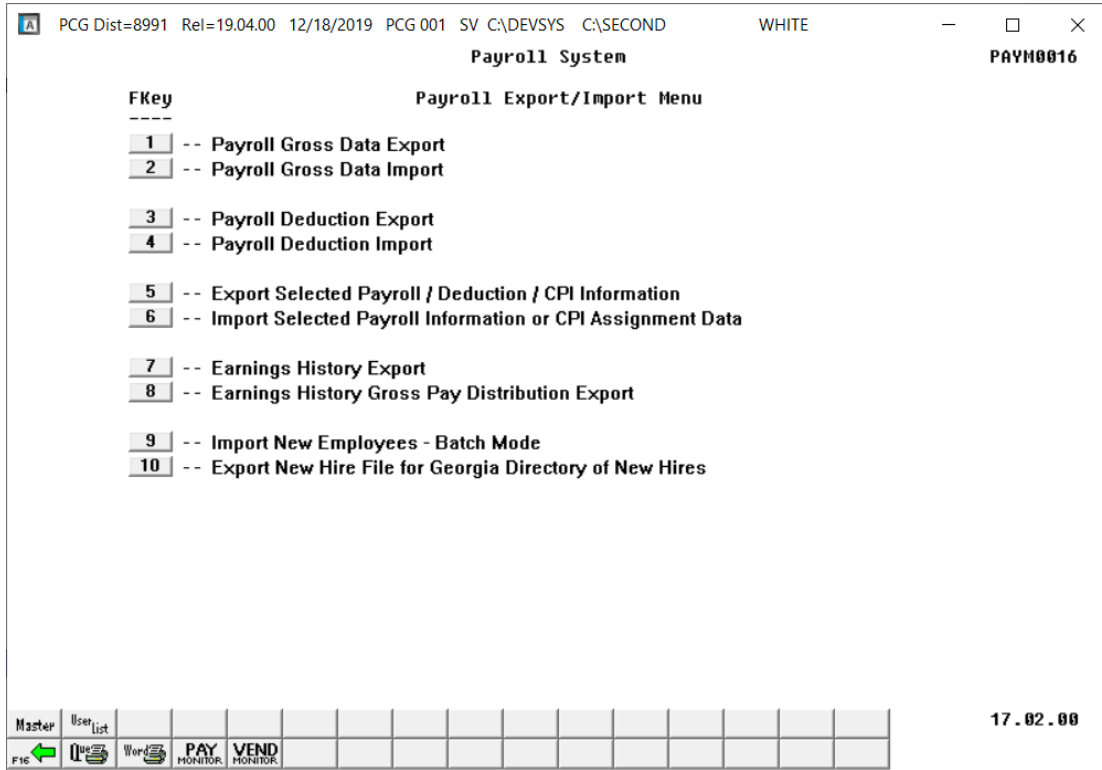 A PCG Dist=8991 Rel=19.04.00 12/18/2019 PCG 001 SV C:\DEVSYS C:\SECOND WHITE
Payroll System PAYM0016
FKey Payroll Export/Import Menu
----
1 -- Payroll Gross Data Export
2 -- Payroll Gross Data Import
3 -- Payroll Deduction Export
4 -- Payroll Deduction Import
5 -- Export Selected Payroll / Deduction / CPI Information
6 -- Import Selected Payroll Information or CPI Assignment Data
7 -- Earnings History Export
8 -- Earnings History Gross Pay Distribution Export
9 -- Import New Employees - Batch Mode
10 -- Export New Hire File for Georgia Directory of New Hires
Master User List 17.02.00
F16 Que Word PAY MONITOR VEND MONITOR